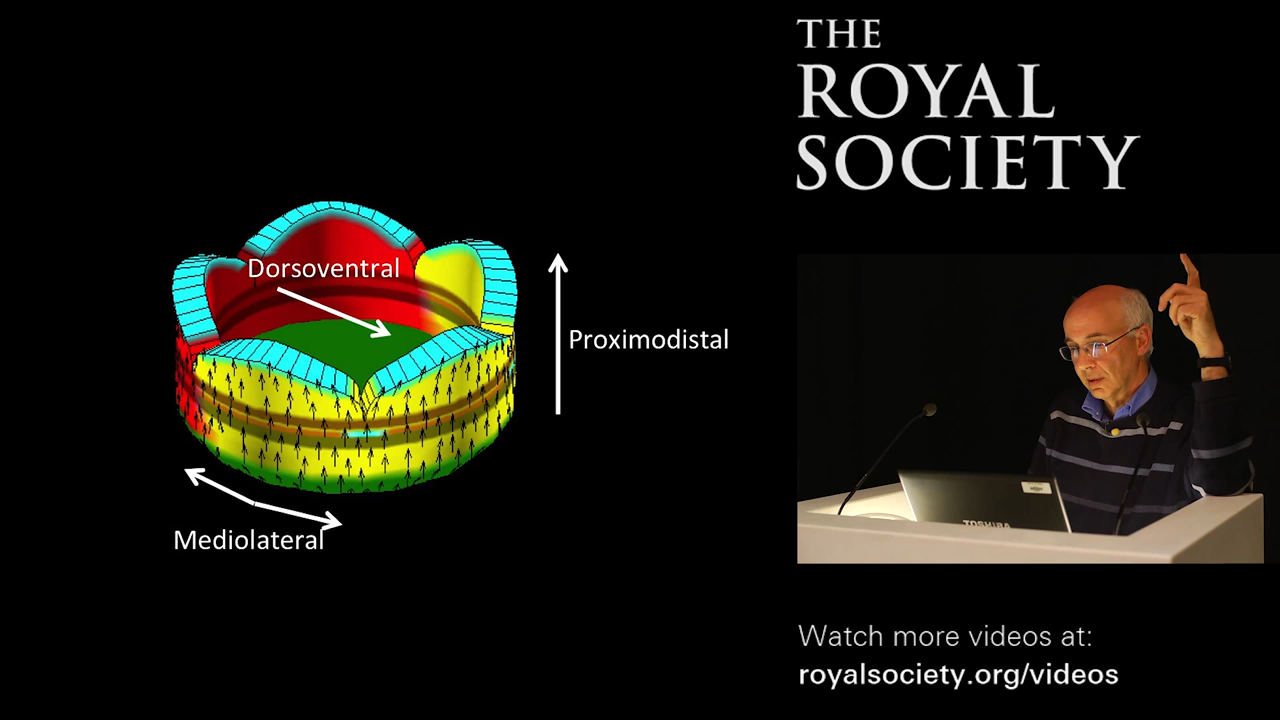 THE
ROYAL
SOCIETY
Dorsoventral
Proximodistal
Mediolateral
TOSHIBA
Watch more videos at:
royalsociety.org/videos